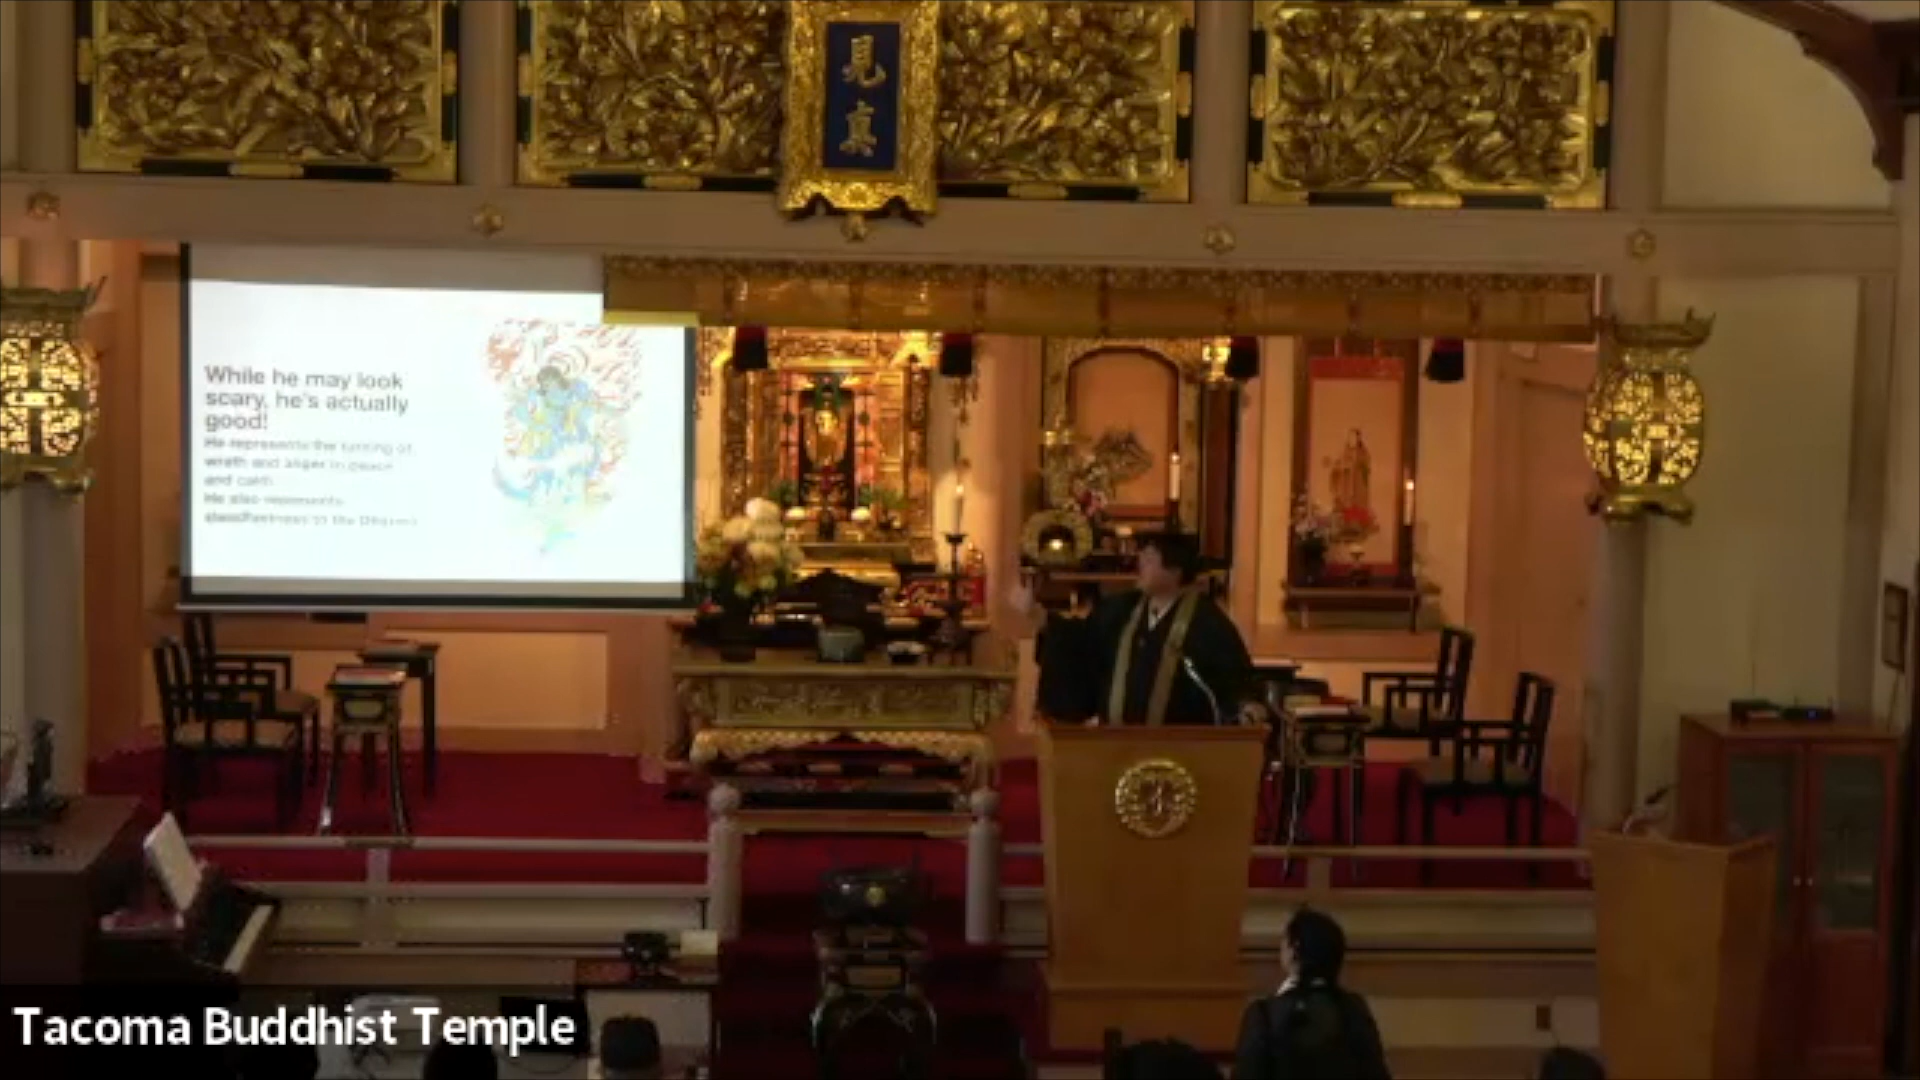 見
真
While he may look
scary, he's actually
good!
He represents the turning of
wrath and anger to peace
and calm
He also represents
steadfastness to the Dharma
Tacoma Buddhist Temple